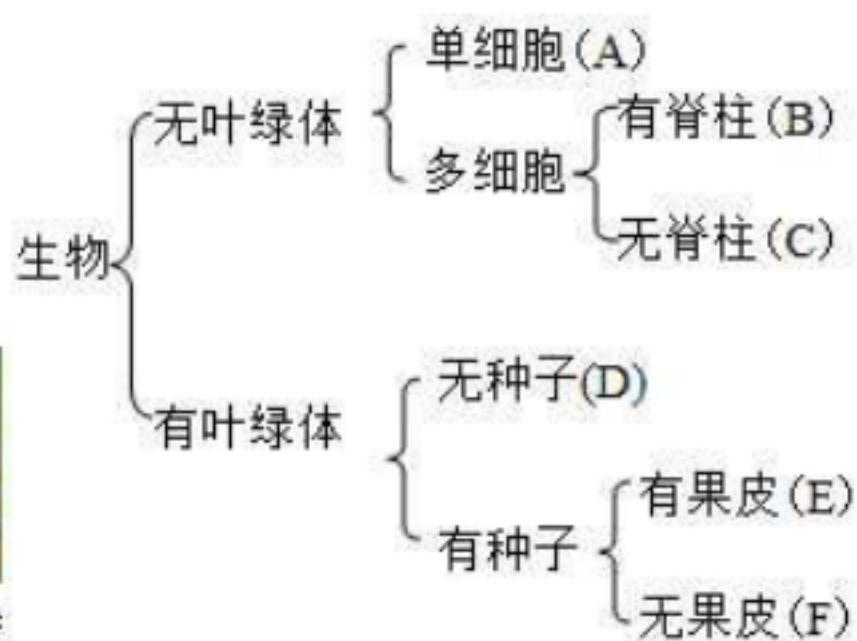 单细胞(A)
无叶绿体
有脊柱(B)
多细胞
无脊柱(C)
生物
无种子(D)
有叶绿体
有果皮(E)
有种子
无果皮(F)